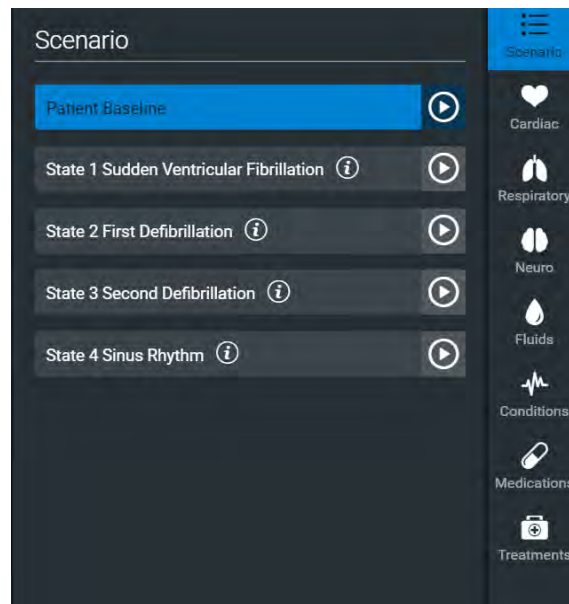 Scenario
Patient Baseline
State 1 Sudden Ventricular Fibrillation
State 2 First Defibrillation
State 3 Second Defibrillation
State 4 Sinus Rhythm
Scenario
Cardiac
Respiratory
Neuro
Fluids
Conditions
Medications
Treatments